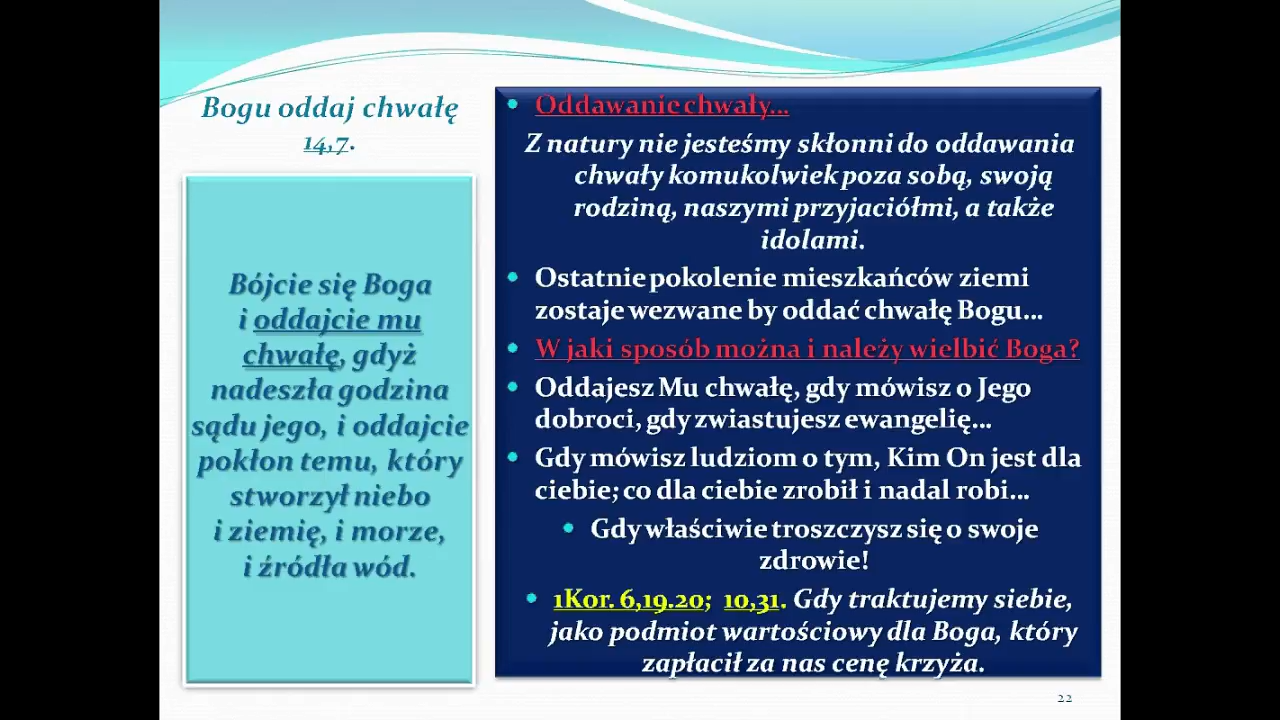 Bogu oddaj chwałę
14,7.
Bójcie się Boga
i oddajcie mu
chwałę, gdyż
nadeszła godzina
sądu jego, i oddajcie
pokłon temu, który
stworzył niebo
i ziemię, i morze,
i źródła wód.
• Oddawanie chwały...
Z natury nie jesteśmy skłonni do oddawania
chwały komukolwiek poza sobą, swoją
rodziną, naszymi przyjaciółmi, a także
idolami.
• Ostatnie pokolenie mieszkańców ziemi
zostaje wezwane by oddać chwałę Bogu...
• W jaki sposób można i należy wielbić Boga?
• Oddajesz Mu chwałę, gdy mówisz o Jego
dobroci, gdy zwiastujesz ewangelię...
• Gdy mówisz ludziom o tym, Kim On jest dla
ciebie; co dla ciebie zrobił i nadal robi...
• Gdy właściwie troszczysz się o swoje
zdrowie!
• 1Kor. 6,19.20; 10,31. Gdy traktujemy siebie,
jako podmiot wartościowy dla Boga, który
zapłacił za nas cenę krzyża.
22